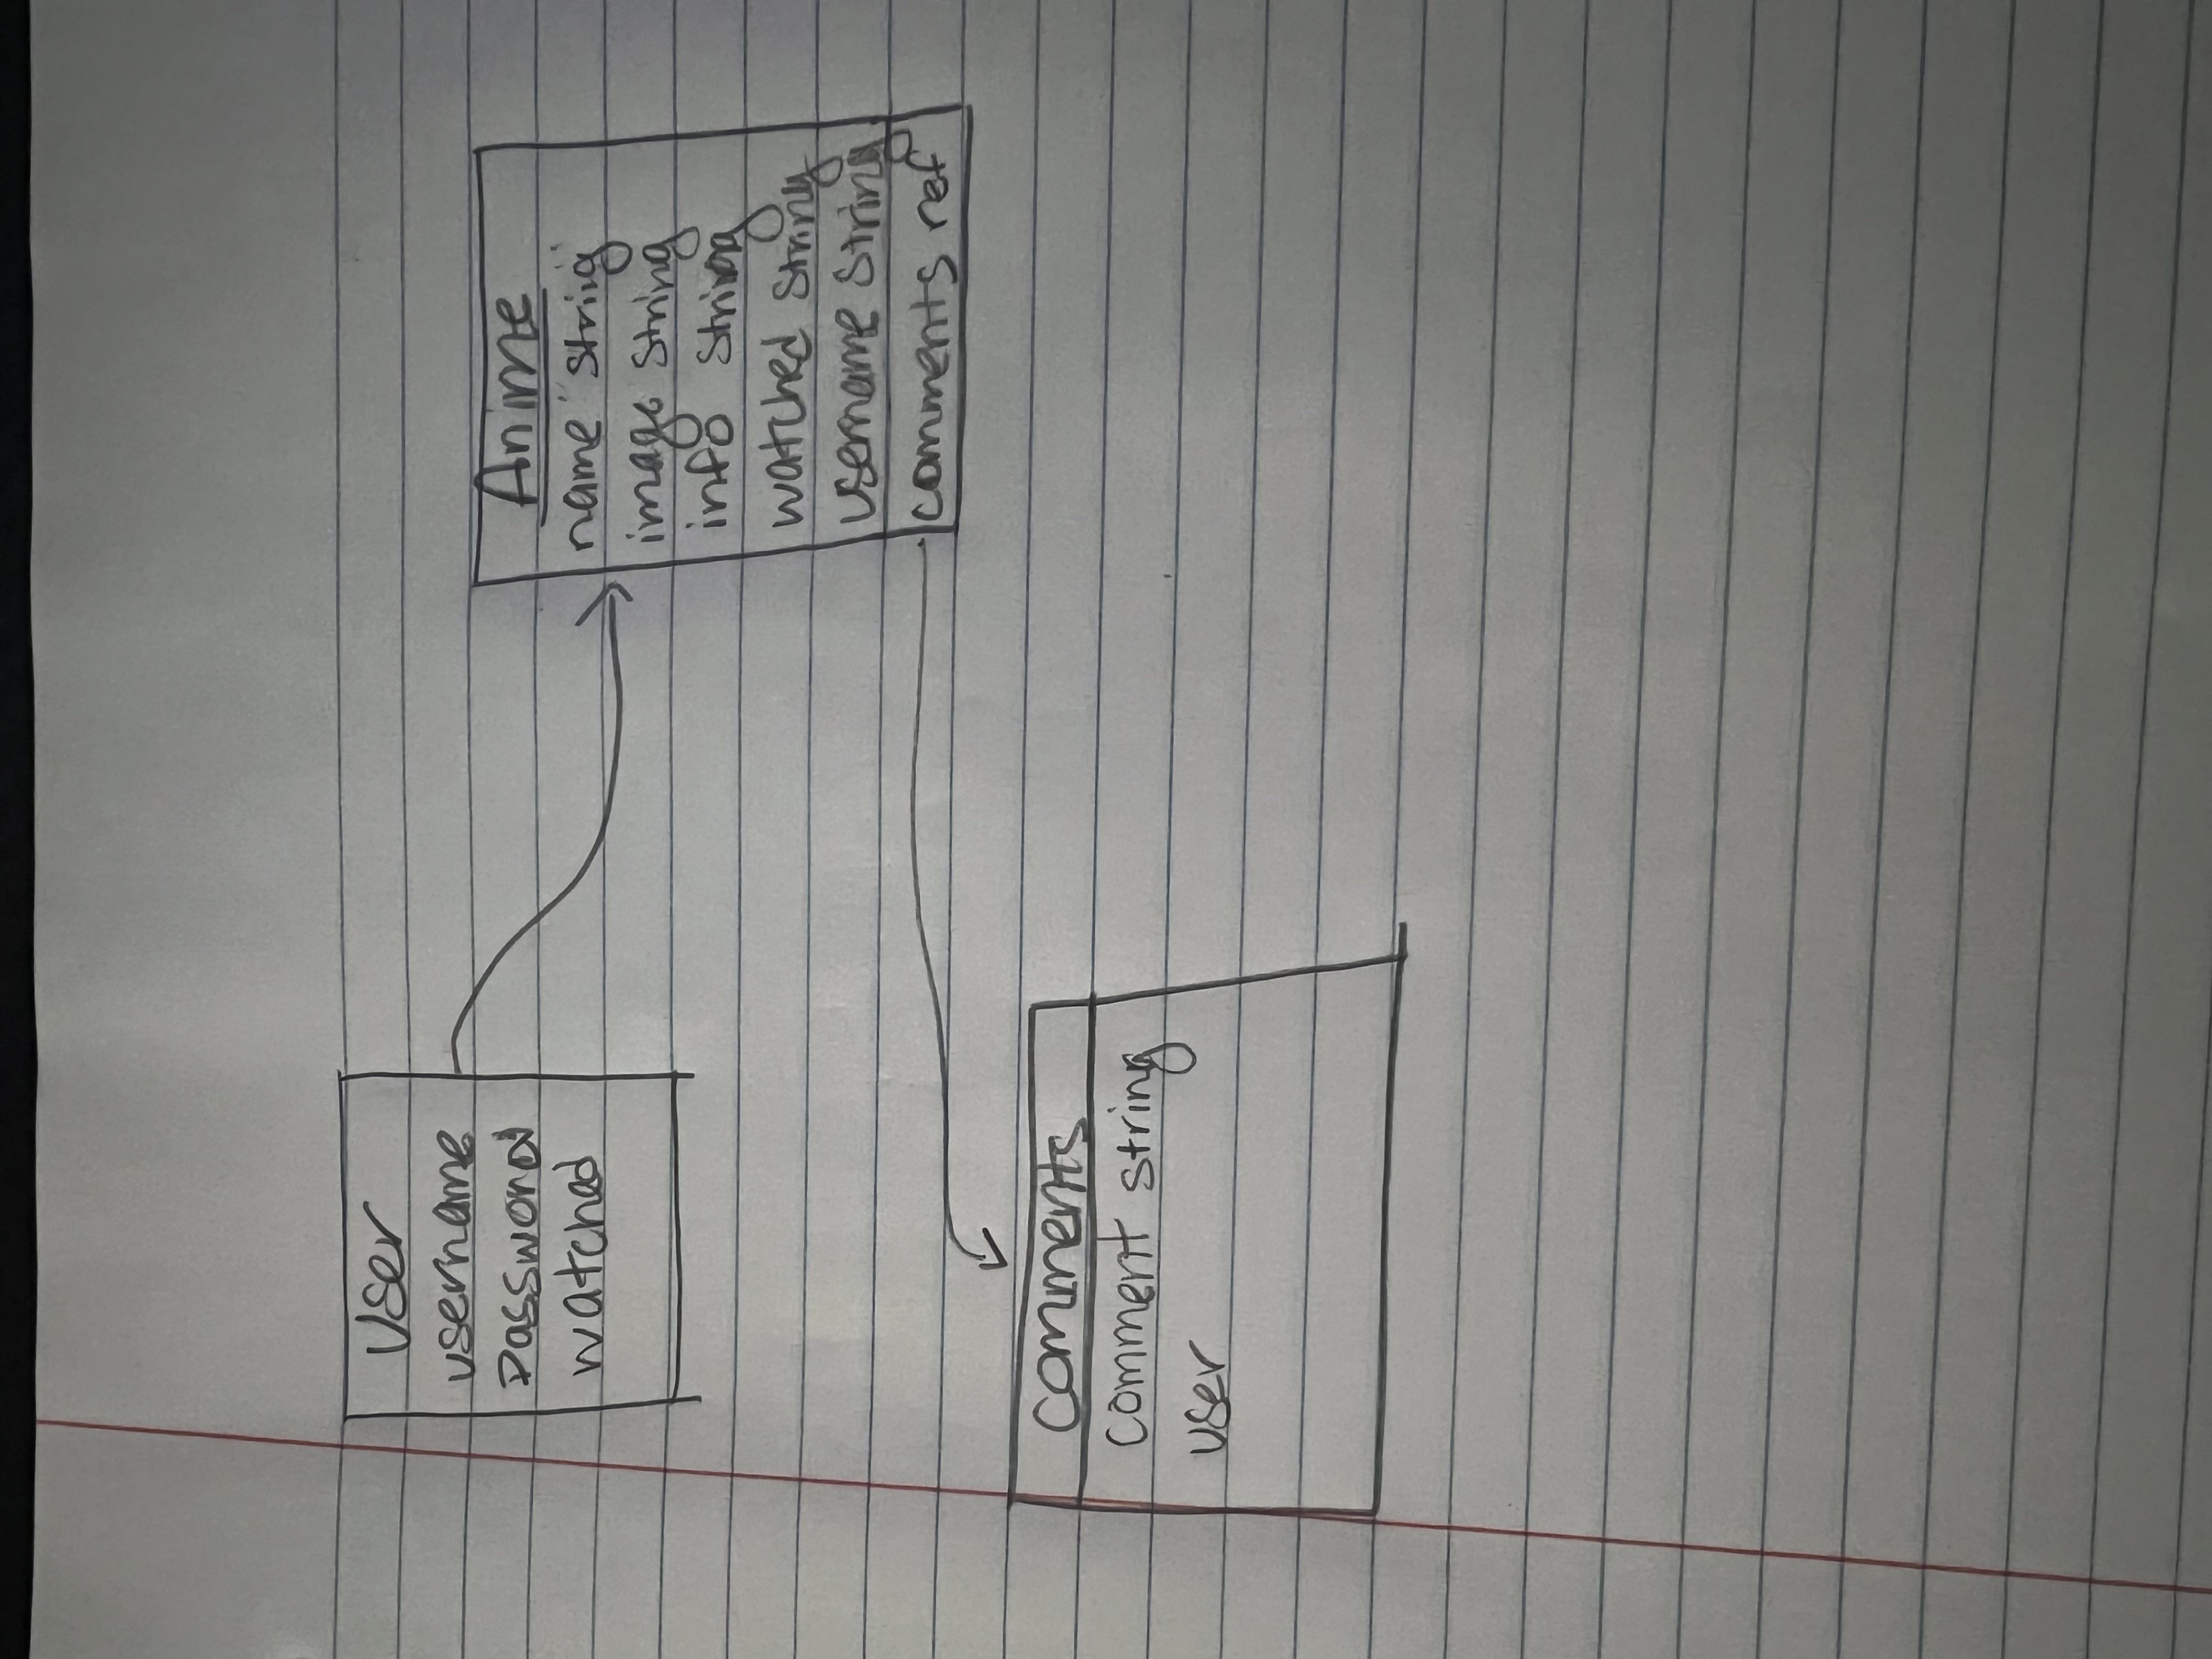 User
username
Password
watched
Anime
name "string"
image string
info string
watched string
username string
comments ref
comments
comment string
user